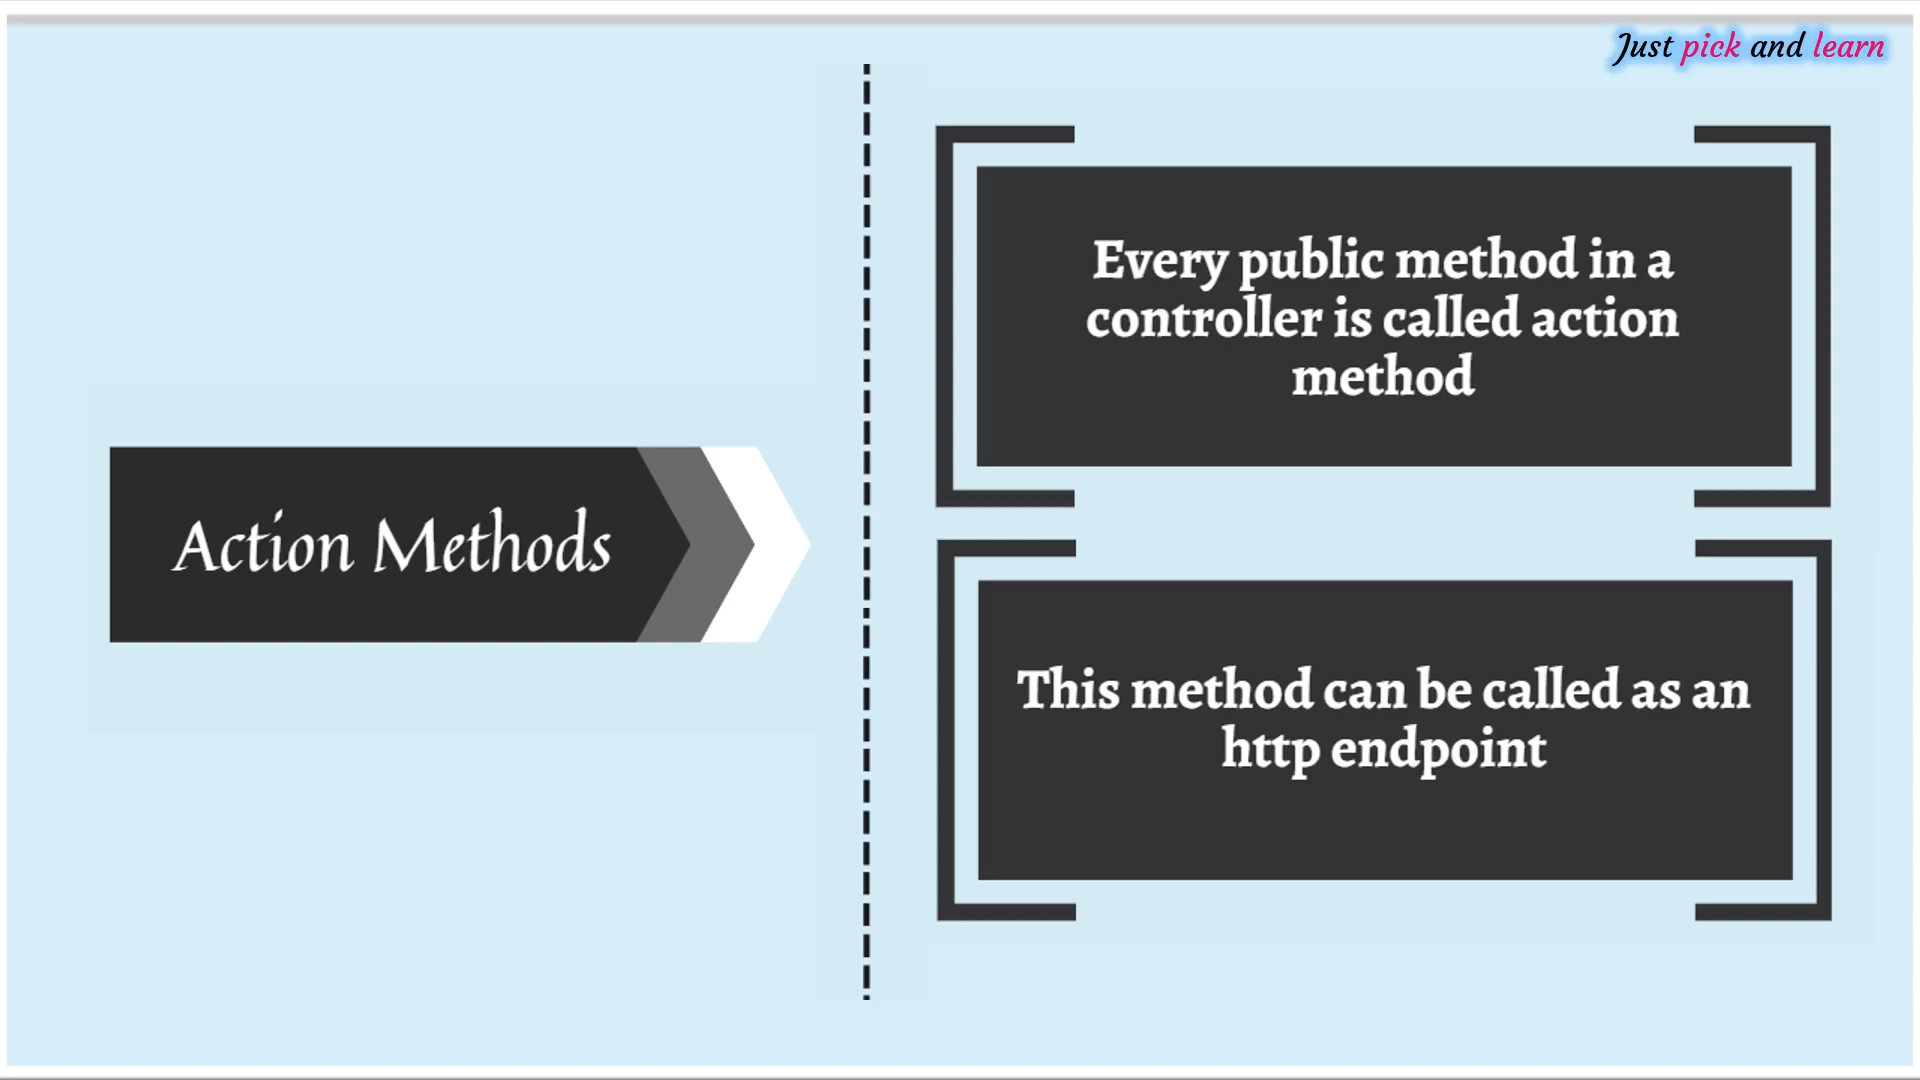 Just pick and learn
Action Methods
Every public method in a
controller is called action
method
This method can be called as an
http endpoint